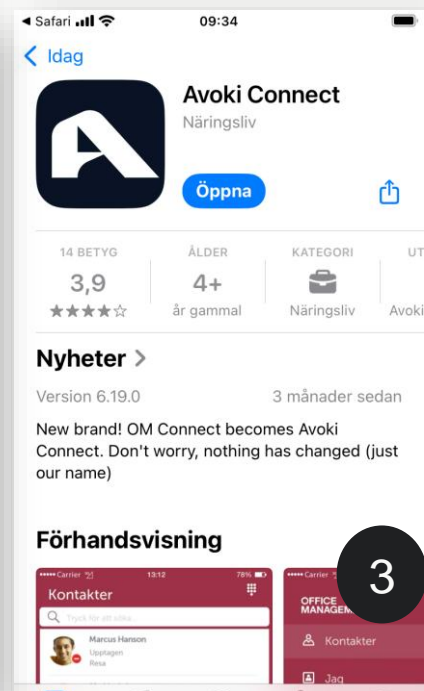 Safari
09:34
Idag
Avoki Connect
Näringsliv
Öppna
14 BETYG
ÅLDER
KATEGORI
UT
3,9
4+
år gammal
Näringsliv
Avoki
Nyheter
Version 6.19.0
3 månader sedan
New brand! OM Connect becomes Avoki
Connect. Don't worry, nothing has changed (just
our name)
Förhandsvisning
3
Carrier
13:12
78%
Kontakter
Tryck för att söka...
Marcus Hanson
Upptagen
Resa
Carrier
OFFICE
Kontakter
Jag